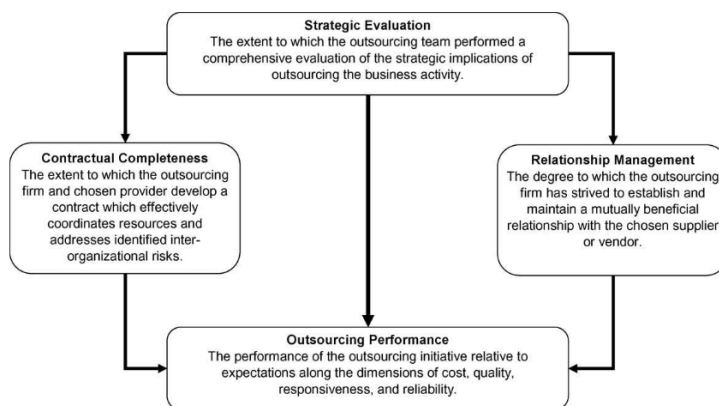 Strategic Evaluation
The extent to which the outsourcing team performed a
comprehensive evaluation of the strategic implications of
outsourcing the business activity.
Contractual Completeness
The extent to which the outsourcing
firm and chosen provider develop a
contract which effectively
coordinates resources and
addresses identified inter-
organizational risks.
Relationship Management
The degree to which the outsourcing
firm has strived to establish and
maintain a mutually beneficial
relationship with the chosen supplier
or vendor.
Outsourcing Performance
The performance of the outsourcing initiative relative to
expectations along the dimensions of cost, quality,
responsiveness, and reliability.